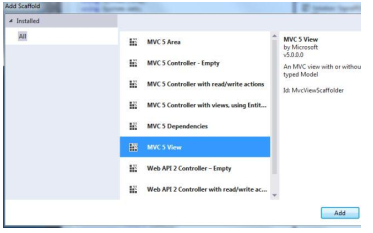 Add Scaffold
Installed
All
MVC 5 Area
MVC 5 Controller - Empty
MVC 5 Controller with read/write actions
MVC 5 Controller with views, using Entit...
MVC 5 Dependencies
MVC 5 View
Web API 2 Controller - Empty
Web API 2 Controller with read/write ac...
MVC 5 View
by Microsoft
v5.0.0.0
An MVC view with or withou
typed Model
Id: MvcViewScaffolder
Add